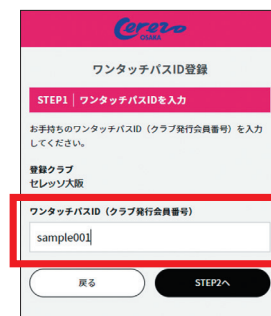 Cerezo
OSAKA
ワンタッチパスID登録
STEP1 | ワンタッチパスIDを入力
お手持ちのワンタッチパスID（クラブ発行会員番号）を入力
してください。
登録クラブ
セレッソ大阪
ワンタッチパスID（クラブ発行会員番号）
sample001
戻る
STEP2へ